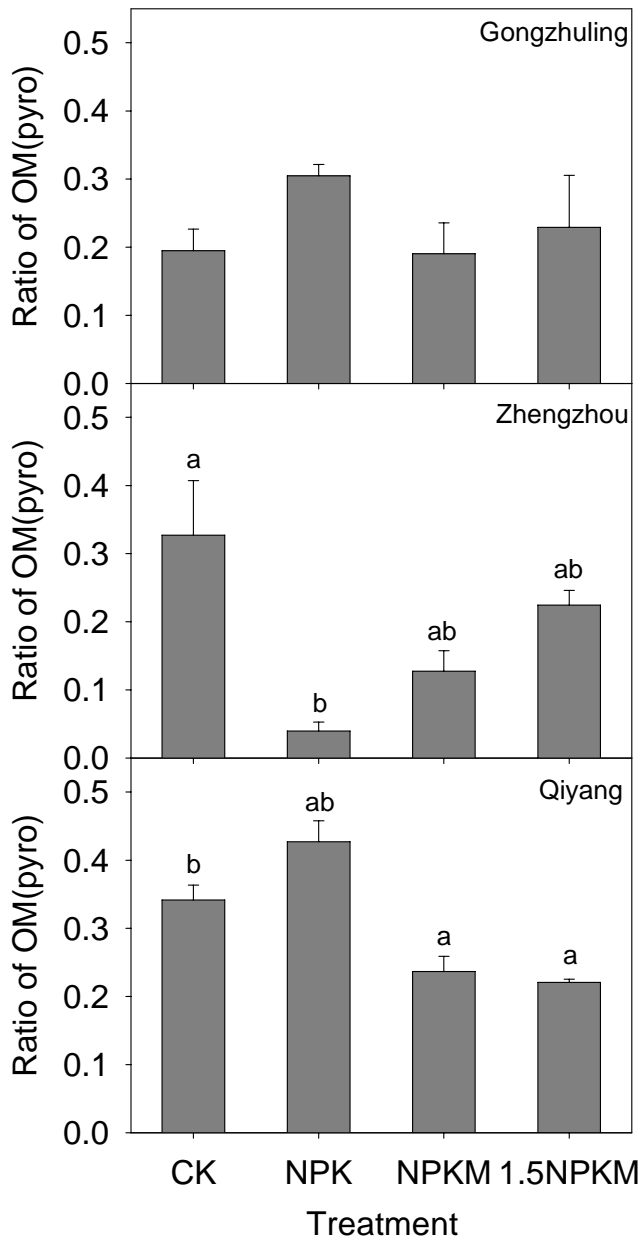 Gongzhuling
Ratio of OM(pyro)
0.5
0.4
0.3
0.2
0.1
0.0
Zhengzhou
Ratio of OM(pyro)
0.5
0.4
0.3
0.2
0.1
0.0
a
b
ab
ab
Qiyang
Ratio of OM(pyro)
0.5
0.4
0.3
0.2
0.1
0.0
b
ab
a
a
CK NPK NPKM 1.5NPKM
Treatment